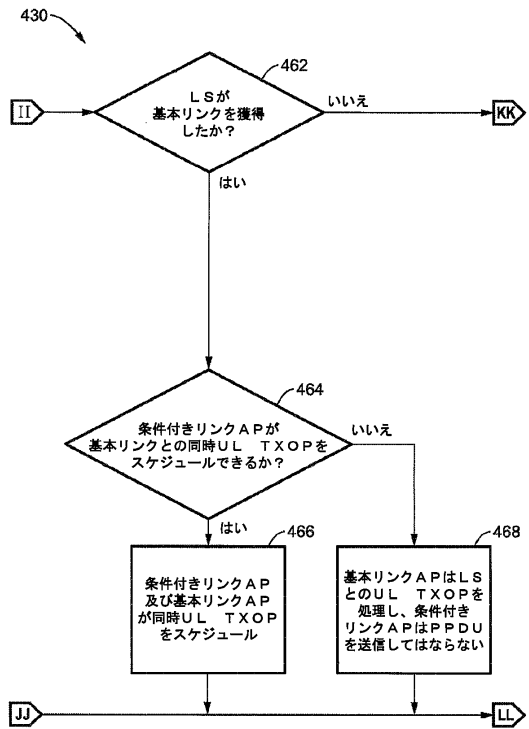 430
462
II
LSが
基本リンクを獲得
したか？
いいえ
KK
はい
464
条件付きリンクAPが
基本リンクとの同時UL TXOPを
スケジュールできるか？
いいえ
はい
466
条件付きリンクAP
及び基本リンクAP
が同時UL TXOP
をスケジュール
468
基本リンクAPはLS
とのUL TXOPを
処理し、条件付き
リンクAPはPPDU
を送信してはならない
JJ
LL